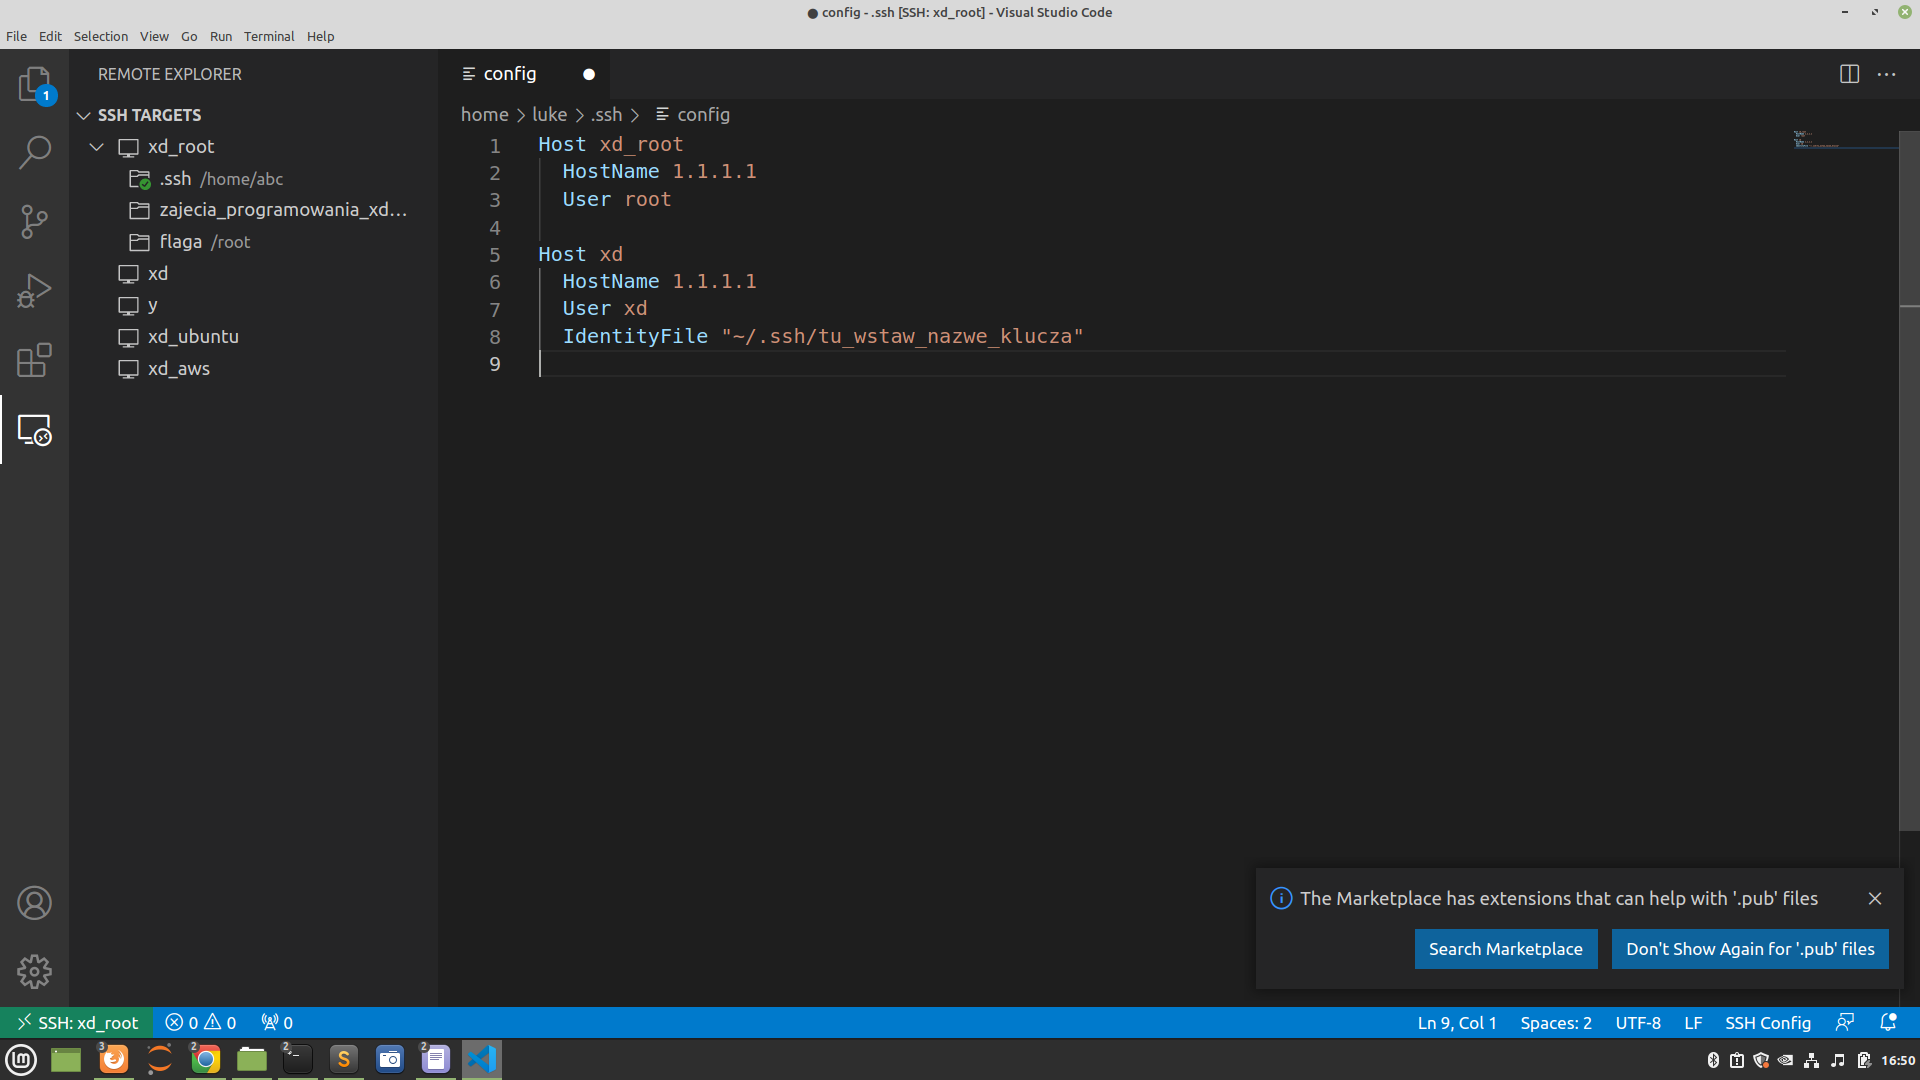 ● config - .ssh [SSH: xd_root] - Visual Studio Code
File Edit Selection View Go Run Terminal Help
1
REMOTE EXPLORER
SSH TARGETS
xd_root
.ssh /home/abc
zajecia_programowania_xd...
flaga /root
xd
y
xd_ubuntu
xd_aws
config
home > luke > .ssh > config
1 Host xd_root
2 HostName 1.1.1.1
3 User root
4
5 Host xd
6 HostName 1.1.1.1
7 User xd
8 IdentityFile "~/.ssh/tu_wstaw_nazwe_klucza"
9
The Marketplace has extensions that can help with '.pub' files
Search Marketplace Don't Show Again for '.pub' files
SSH: xd_root 0 0 0 Ln 9, Col 1 Spaces: 2 UTF-8 LF SSH Config
3 2 2 S 2 16:50